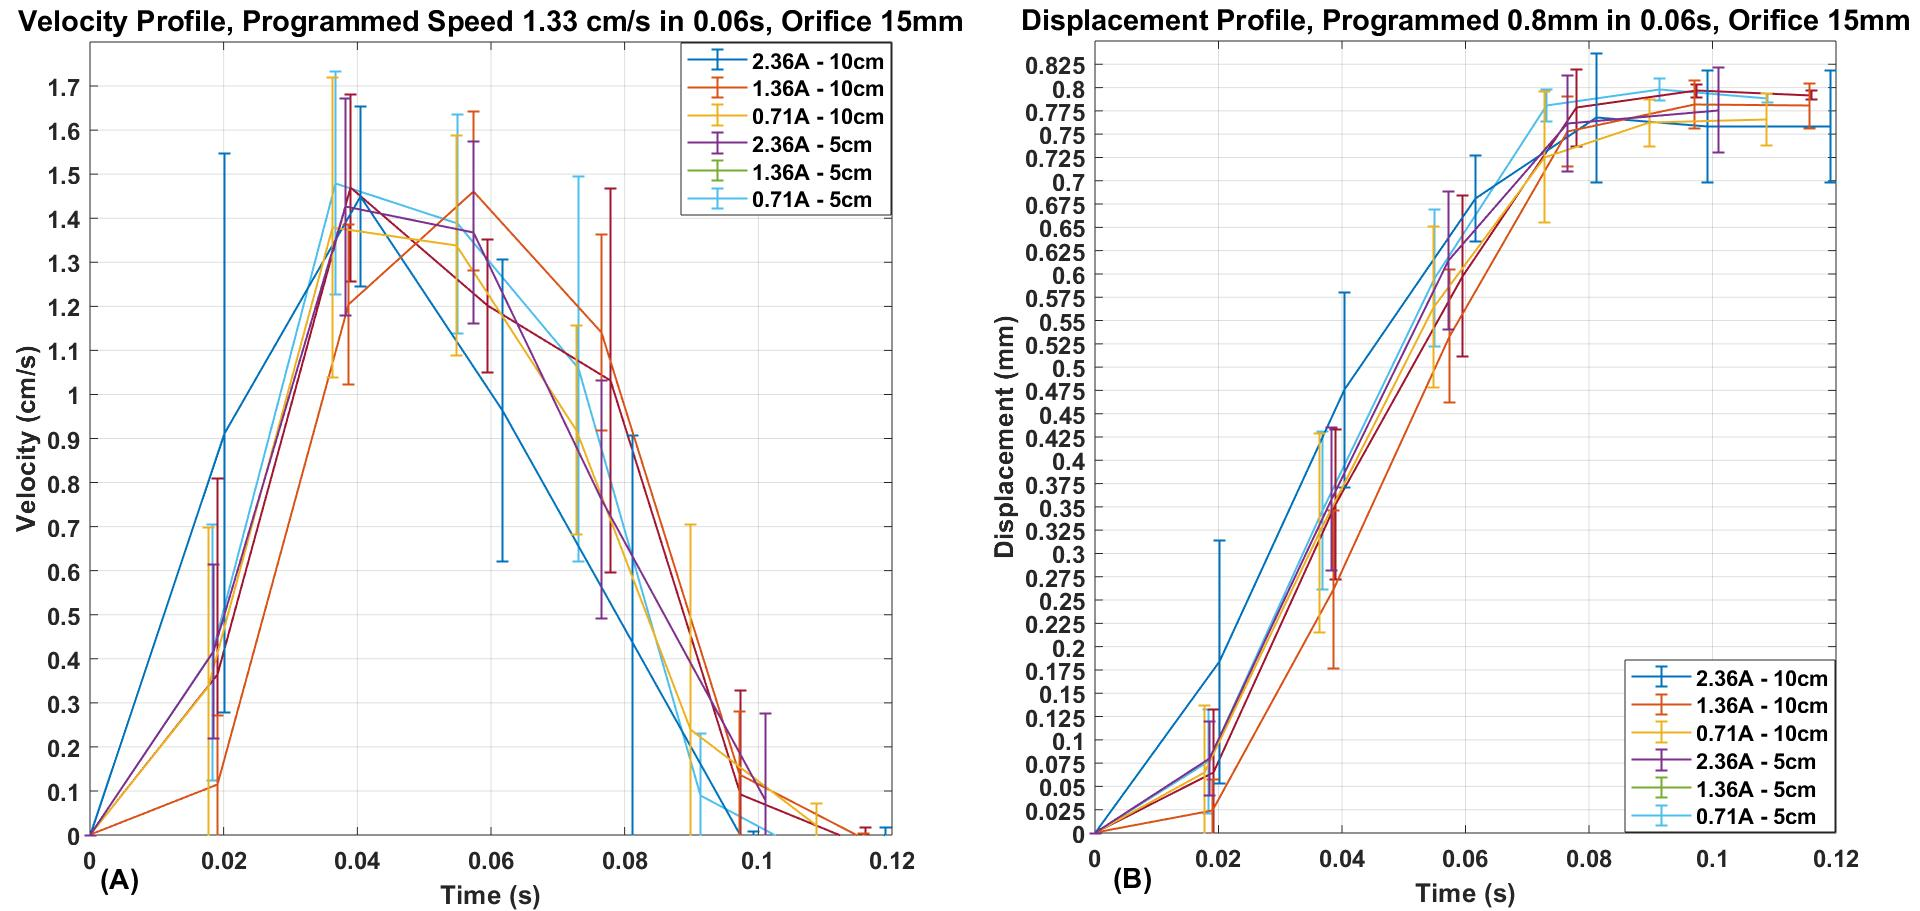 Velocity Profile, Programmed Speed 1.33 cm/s in 0.06s, Orifice 15mm
Velocity (cm/s)
1.7
1.6
1.5
1.4
1.3
1.2
1.1
1
0.9
0.8
0.7
0.6
0.5
0.4
0.3
0.2
0.1
0
2.36A - 10cm
1.36A - 10cm
0.71A - 10cm
2.36A - 5cm
1.36A - 5cm
0.71A - 5cm
0 0.02 0.04 0.06 0.08 0.1 0.12
Time (s)
(A)
Displacement Profile, Programmed 0.8mm in 0.06s, Orifice 15mm
Displacement (mm)
0.825
0.8
0.775
0.75
0.725
0.7
0.675
0.65
0.625
0.6
0.575
0.55
0.525
0.5
0.475
0.45
0.425
0.4
0.375
0.35
0.325
0.3
0.275
0.25
0.225
0.2
0.175
0.15
0.125
0.1
0.075
0.05
0.025
0
2.36A - 10cm
1.36A - 10cm
0.71A - 10cm
2.36A - 5cm
1.36A - 5cm
0.71A - 5cm
0 0.02 0.04 0.06 0.08 0.1 0.12
Time (s)
(B)